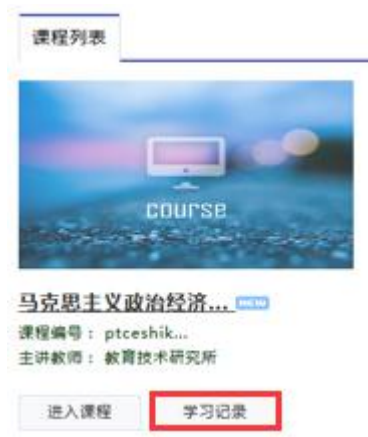 课程列表
course
马克思主义政治经济... NEW
课程编号： ptceshik...
主讲教师： 教育技术研究所
进入课程 学习记录